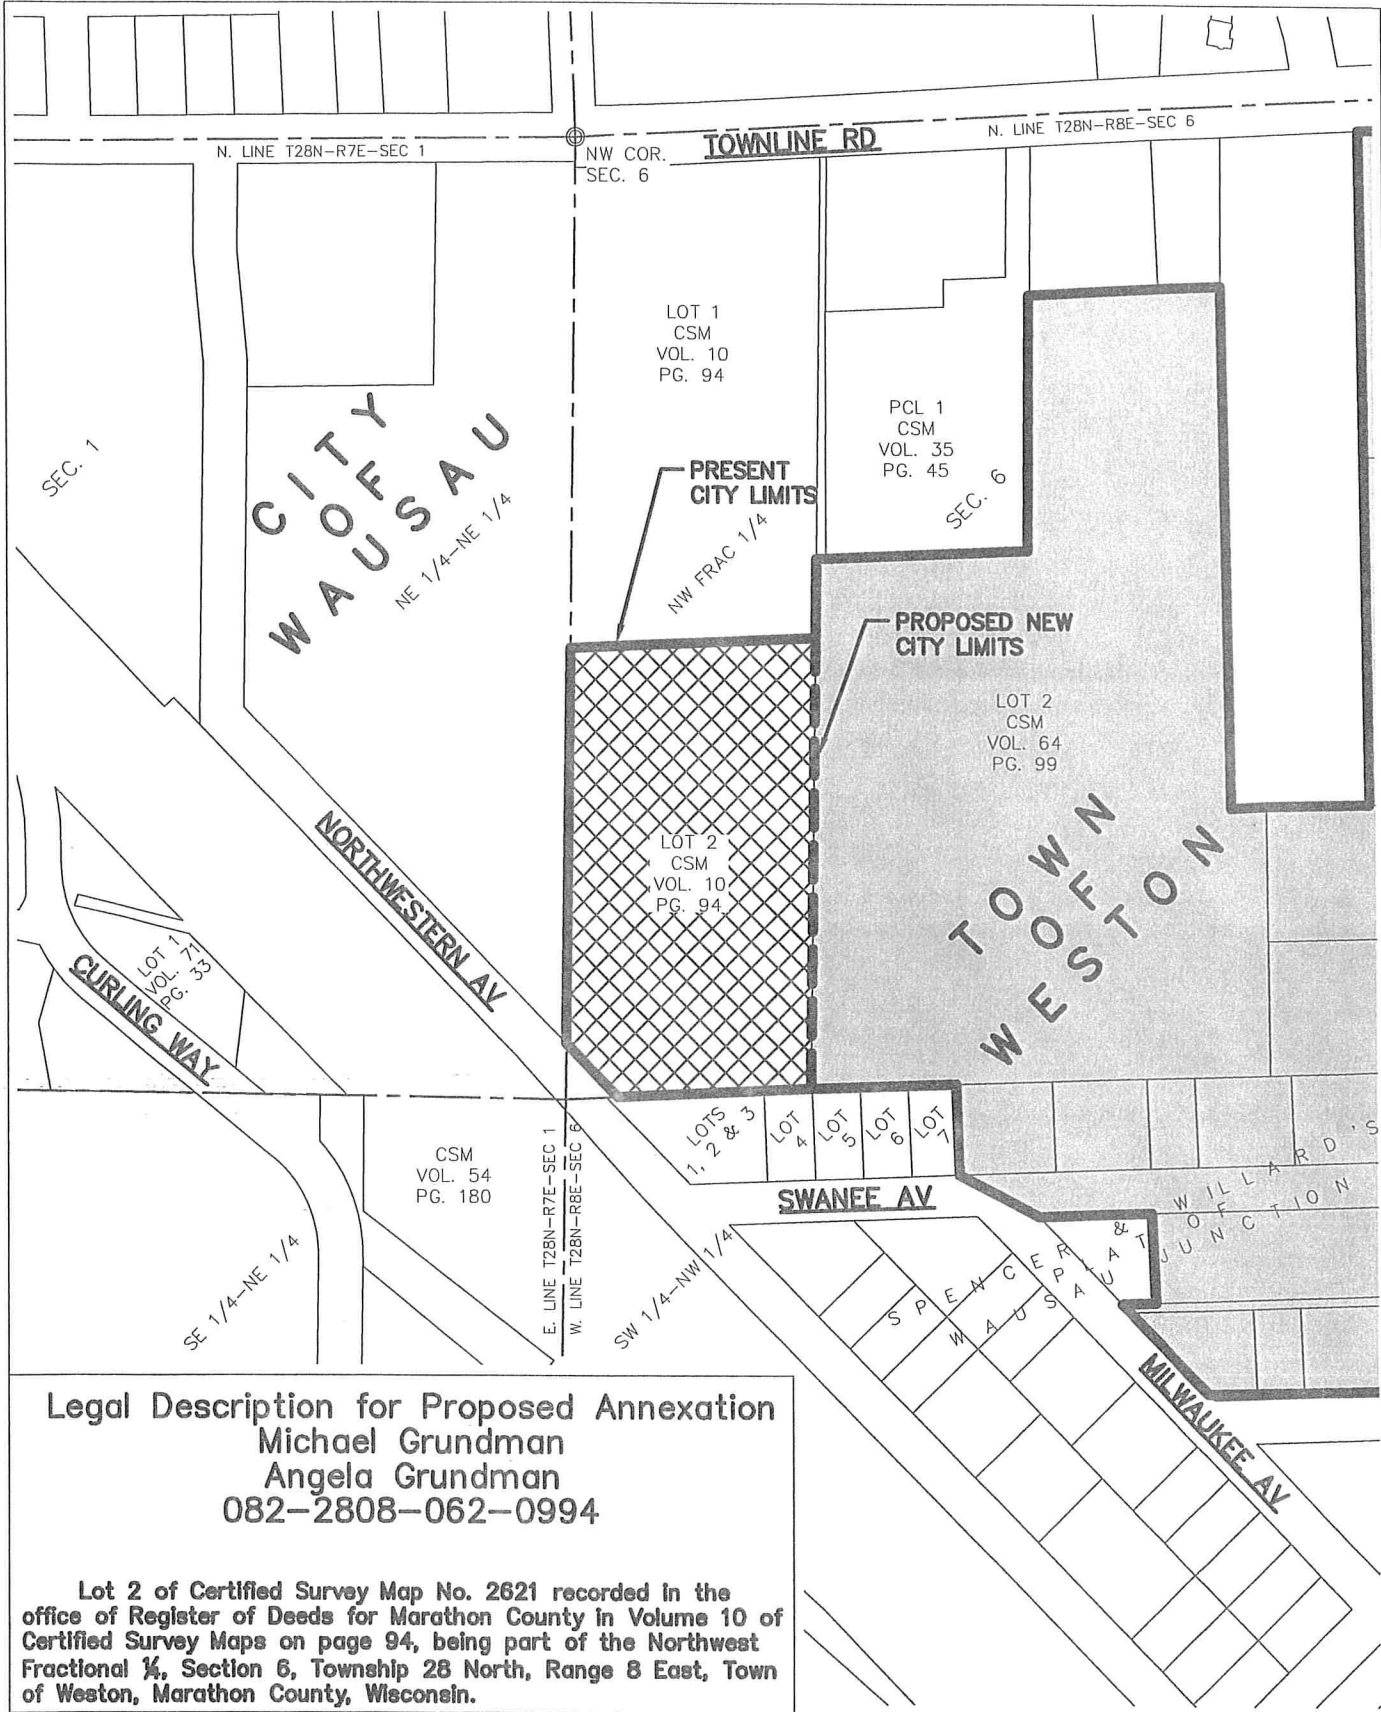 N. LINE T28N-R7E-SEC 1
NW COR.
SEC. 6
TOWNLINE RD
N. LINE T28N-R8E-SEC 6
LOT 1
CSM
VOL. 10
PG. 94
PCL 1
CSM
VOL. 35
PG. 45
SEC. 1
CITY
OF
WAUSAU
NE 1/4-NE 1/4
PRESENT
CITY LIMITS
NW FRAC 1/4
SEC. 6
PROPOSED NEW
CITY LIMITS
LOT 2
CSM
VOL. 64
PG. 99
TOWN
OF
WESTON
LOT 2
CSM
VOL. 10
PG. 94
NORTHWESTERN AV
LOT 1
VOL. 71
PG. 33
CURLING WAY
CSM
VOL. 54
PG. 180
E. LINE T28N-R7E-SEC 1
W. LINE T28N-R8E-SEC 6
LOTS
1, 2 & 3
LOT
4
LOT
5
LOT
6
LOT
7
SWANEE AV
SE 1/4-NE 1/4
SW 1/4-NW 1/4
SPENCER & WILLARD'S
PLAT OF
WAUSAU JUNCTION
MILWAUKEE AV
Legal Description for Proposed Annexation
Michael Grundman
Angela Grundman
082-2808-062-0994
Lot 2 of Certified Survey Map No. 2621 recorded in the
office of Register of Deeds for Marathon County in Volume 10 of
Certified Survey Maps on page 94, being part of the Northwest
Fractional ¼, Section 6, Township 28 North, Range 8 East, Town
of Weston, Marathon County, Wisconsin.